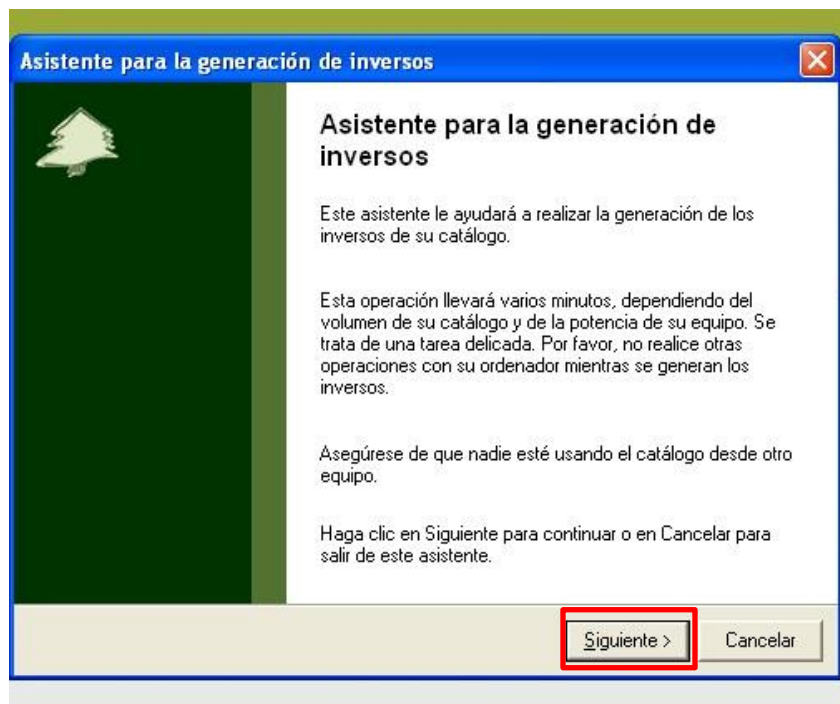 Asistente para la generación de inversos
Asistente para la generación de
inversos
Este asistente le ayudará a realizar la generación de los
inversos de su catálogo.
Esta operación llevará varios minutos, dependiendo del
volumen de su catálogo y de la potencia de su equipo. Se
trata de una tarea delicada. Por favor, no realice otras
operaciones con su ordenador mientras se generan los
inversos.
Asegúrese de que nadie esté usando el catálogo desde otro
equipo.
Haga clic en Siguiente para continuar o en Cancelar para
salir de este asistente.
Siguiente > Cancelar